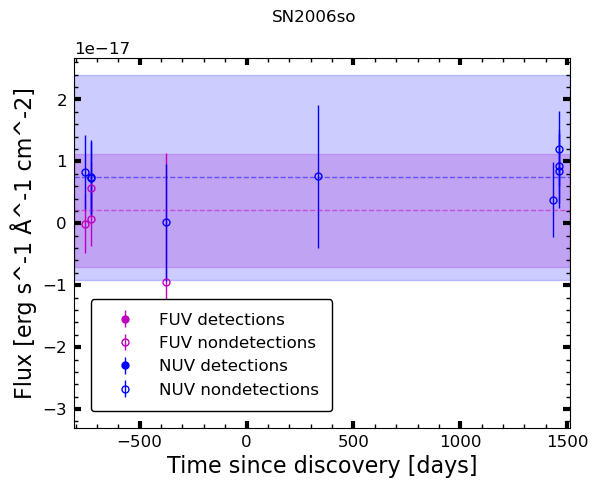 SN2006so
1e−17
Flux [erg s^-1 Å^-1 cm^-2]
2
1
0
−1
−2
−3
FUV detections
FUV nondetections
NUV detections
NUV nondetections
−500
0
500
1000
1500
Time since discovery [days]